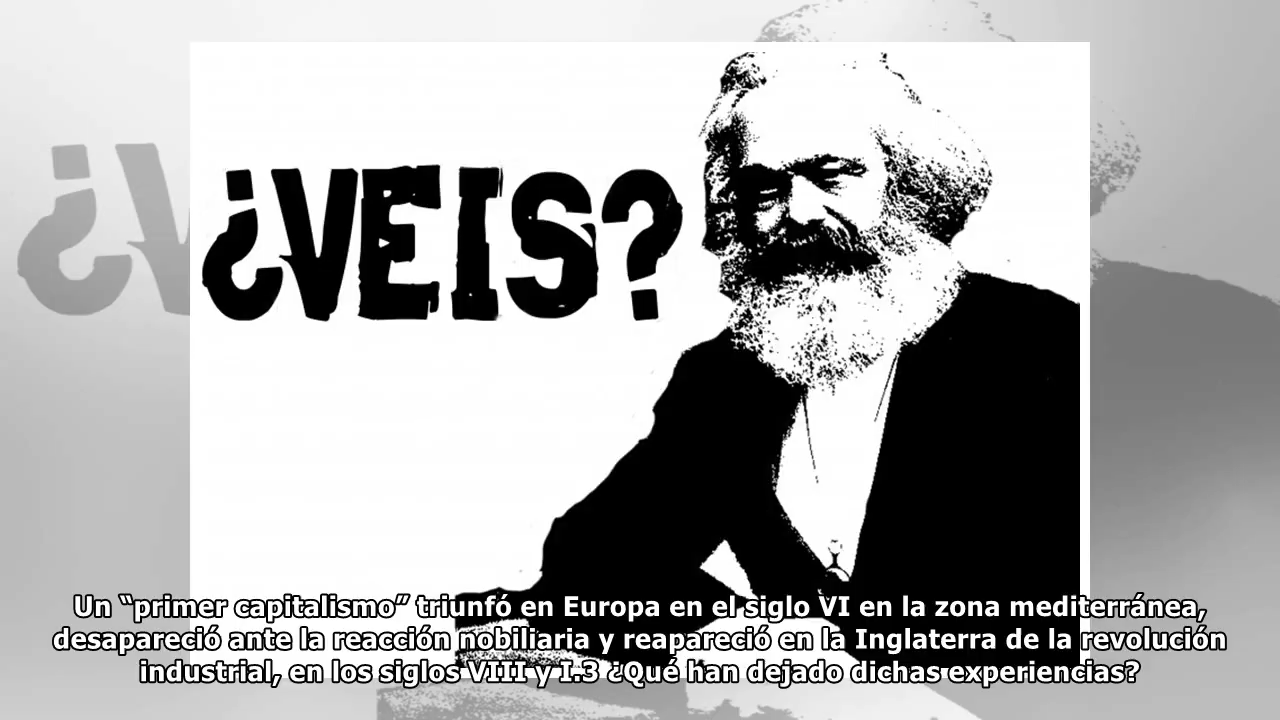 ¿VEIS?
Un “primer capitalismo” triunfó en Europa en el siglo VI en la zona mediterránea,
desapareció ante la reacción nobiliaria y reapareció en la Inglaterra de la revolución
industrial, en los siglos VIII y I.3 ¿Qué han dejado dichas experiencias?